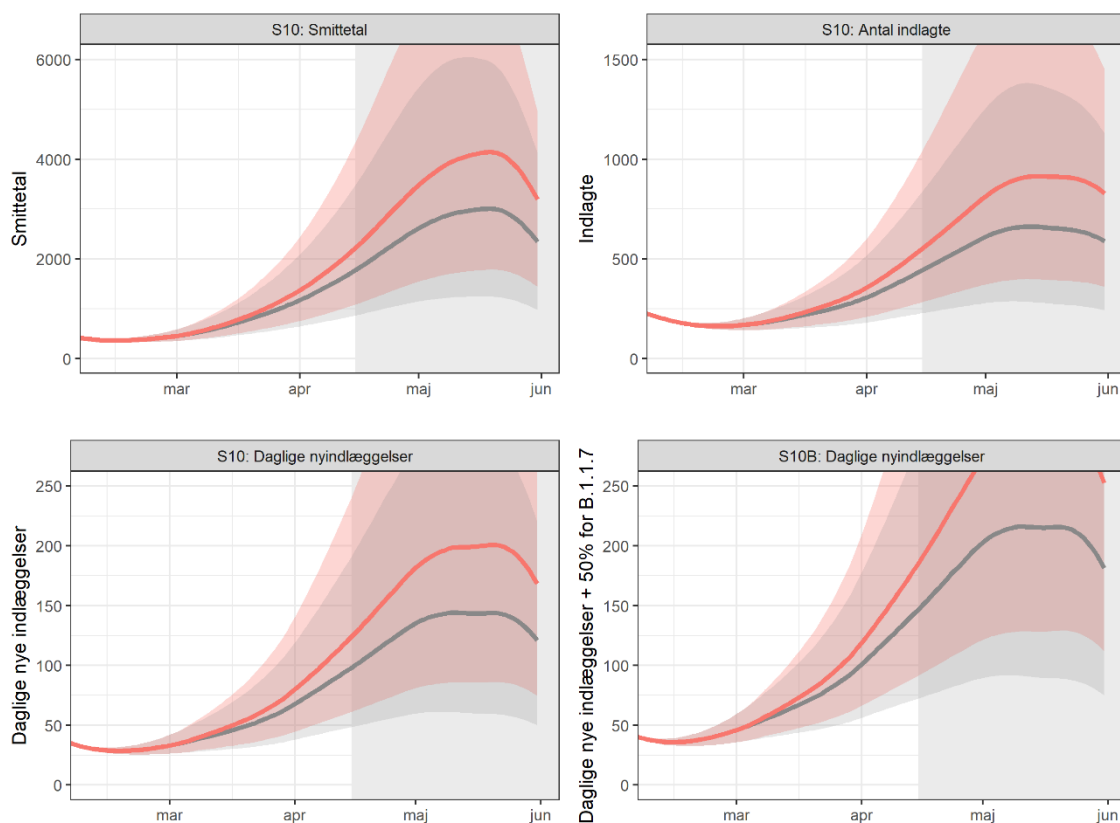 S10: Smittetal
Smittetal
6000
4000
2000
0
mar
apr
maj
jun
S10: Antal indlagte
Indlagte
1500
1000
500
0
mar
apr
maj
jun
S10: Daglige nyindlæggelser
Daglige nye indlæggelser
250
200
150
100
50
0
mar
apr
maj
jun
S10B: Daglige nyindlæggelser
Daglige nye indlæggelser + 50% for B.1.1.7
250
200
150
100
50
0
mar
apr
maj
jun